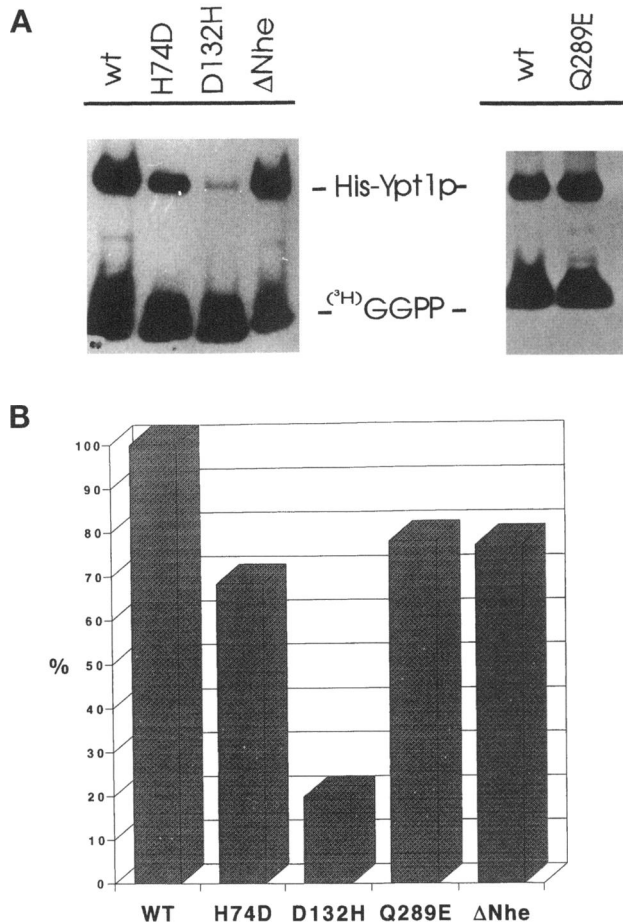 A
wt
H74D
D132H
ΔNhe
wt
Q289E
- His-Ypt1p-
- (³H)GGPP -
B
100
90
80
70
60
50
40
30
20
10
0
%
WT H74D D132H Q289E ΔNhe